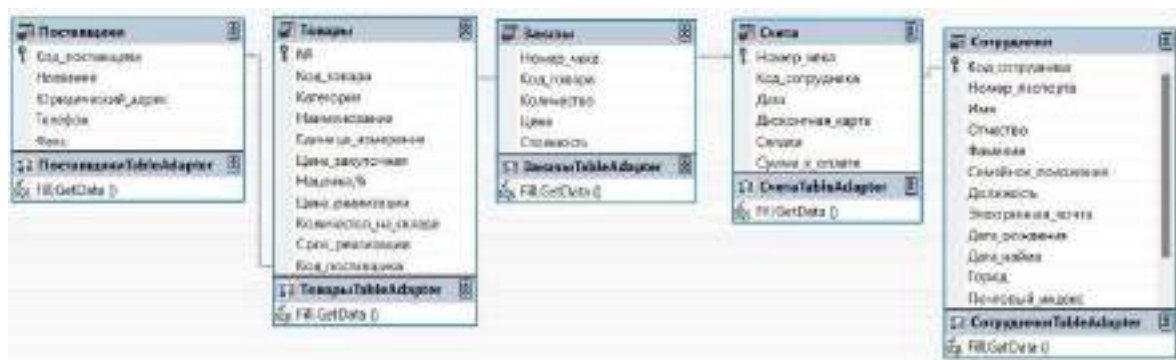 Поставщики
Код_поставщика
Название
Юридический_адрес
Телефон
Факс
ПоставщикиTableAdapter
Fill,GetData ()
Товары
№
Код_товара
Категория
Наименование
Единица_измерения
Цена_закупочная
Наценка,%
Цена_реализации
Количество_на_складе
Срок_реализации
Код_поставщика
ТоварыTableAdapter
Fill,GetData ()
Заказы
Номер_чека
Код_товара
Количество
Цена
Стоимость
ЗаказыTableAdapter
Fill,GetData ()
Счета
Номер_чека
Код_сотрудника
Дата
Дисконтная_карта
Скидка
Сумма_к_оплате
СчетаTableAdapter
Fill,GetData ()
Сотрудники
Код_сотрудника
Номер_паспорта
Имя
Отчество
Фамилия
Семейное_положение
Должность
Электронная_почта
Дата_рождения
Дата_найма
Город
Почтовый_индекс
СотрудникиTableAdapter
Fill,GetData ()